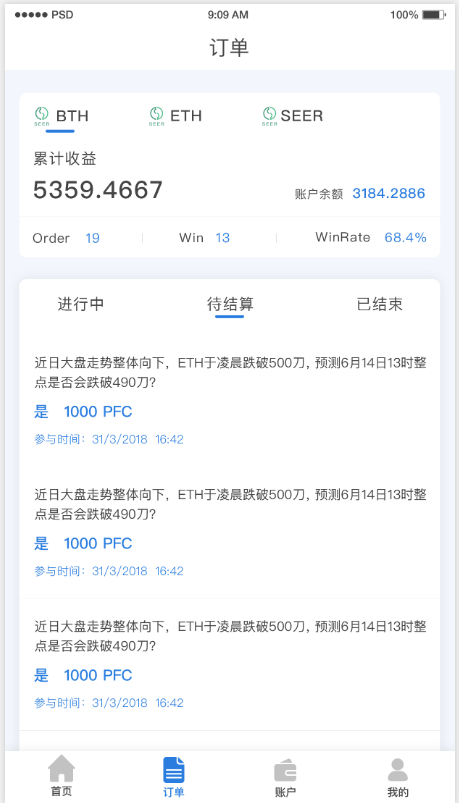 PSD 9:09 AM 100%
订单
SEER BTH SEER ETH SEER SEER
累计收益
5359.4667 账户余额 3184.2886
Order 19 Win 13 WinRate 68.4%
进行中 待结算 已结束
近日大盘走势整体向下，ETH于凌晨跌破500刀, 预测6月14日13时整
点是否会跌破490刀?
是 1000 PFC
参与时间：31/3/2018 16:42
近日大盘走势整体向下，ETH于凌晨跌破500刀, 预测6月14日13时整
点是否会跌破490刀?
是 1000 PFC
参与时间：31/3/2018 16:42
近日大盘走势整体向下，ETH于凌晨跌破500刀, 预测6月14日13时整
点是否会跌破490刀?
是 1000 PFC
参与时间：31/3/2018 16:42
首页 订单 账户 我的